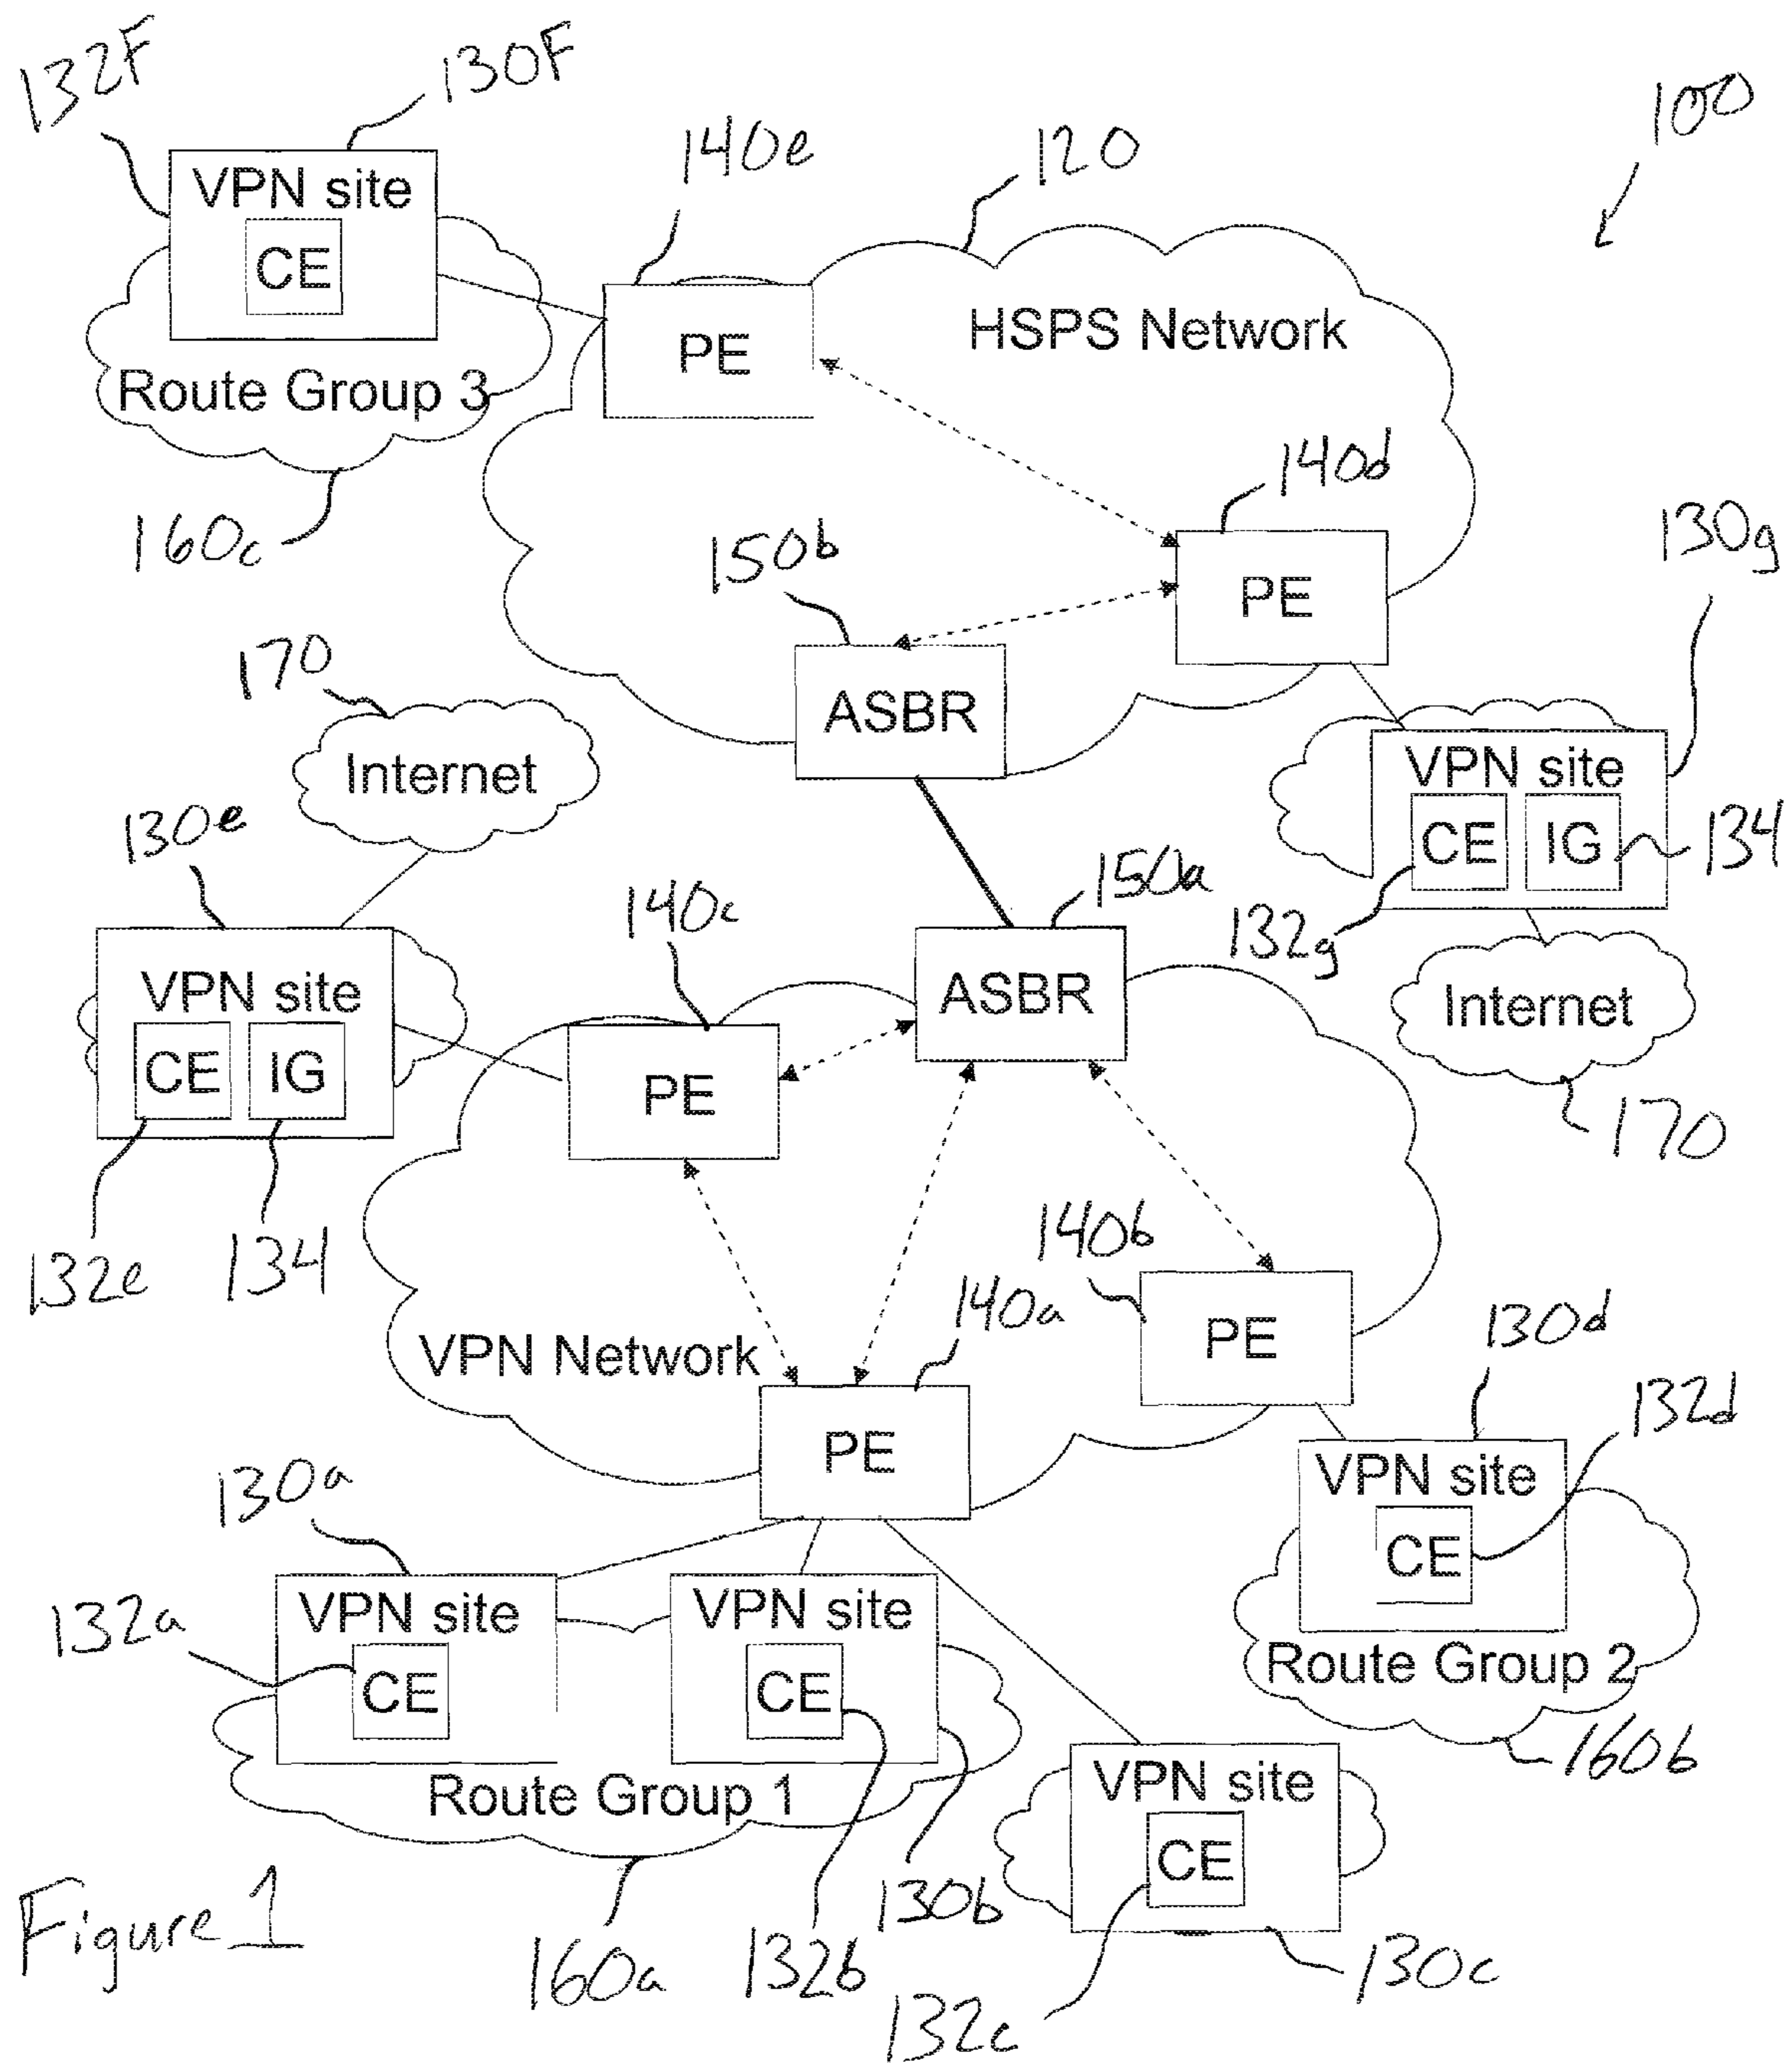 132F
130F
100
140e
120
VPN site
CE
Route Group 3
PE
HSPS Network
160c
140d
150b
130g
PE
170
ASBR
Internet
VPN site
CE
IG
134
130e
150a
140c
132g
VPN site
ASBR
Internet
CE
IG
PE
170
132e
134
140b
140a
130d
VPN Network
PE
132d
PE
VPN site
130a
CE
VPN site
VPN site
132a
CE
CE
Route Group 2
160b
VPN site
Route Group 1
CE
130b
Figure 1
160a
132b
130c
132c